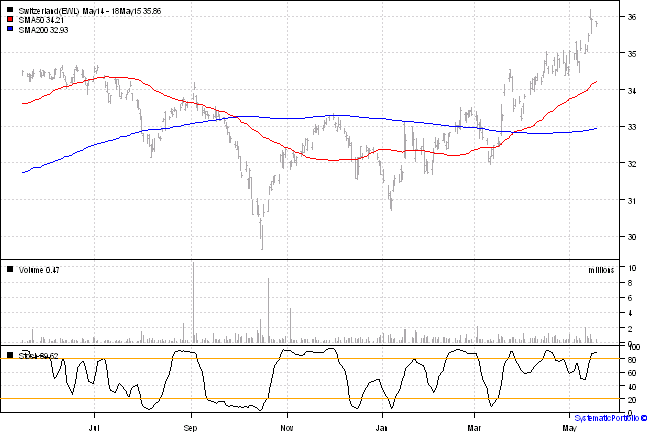 Switzerland(EWL) May14 - 18May15 35.86
SMA50 34.21
SMA200 32.93
36
35
34
33
32
31
30
Volume 0.47
millions
10
8
6
4
2
0
100
80
60
40
20
0
Jul Sep Nov Jan Mar May
SystematicPortfolio ©